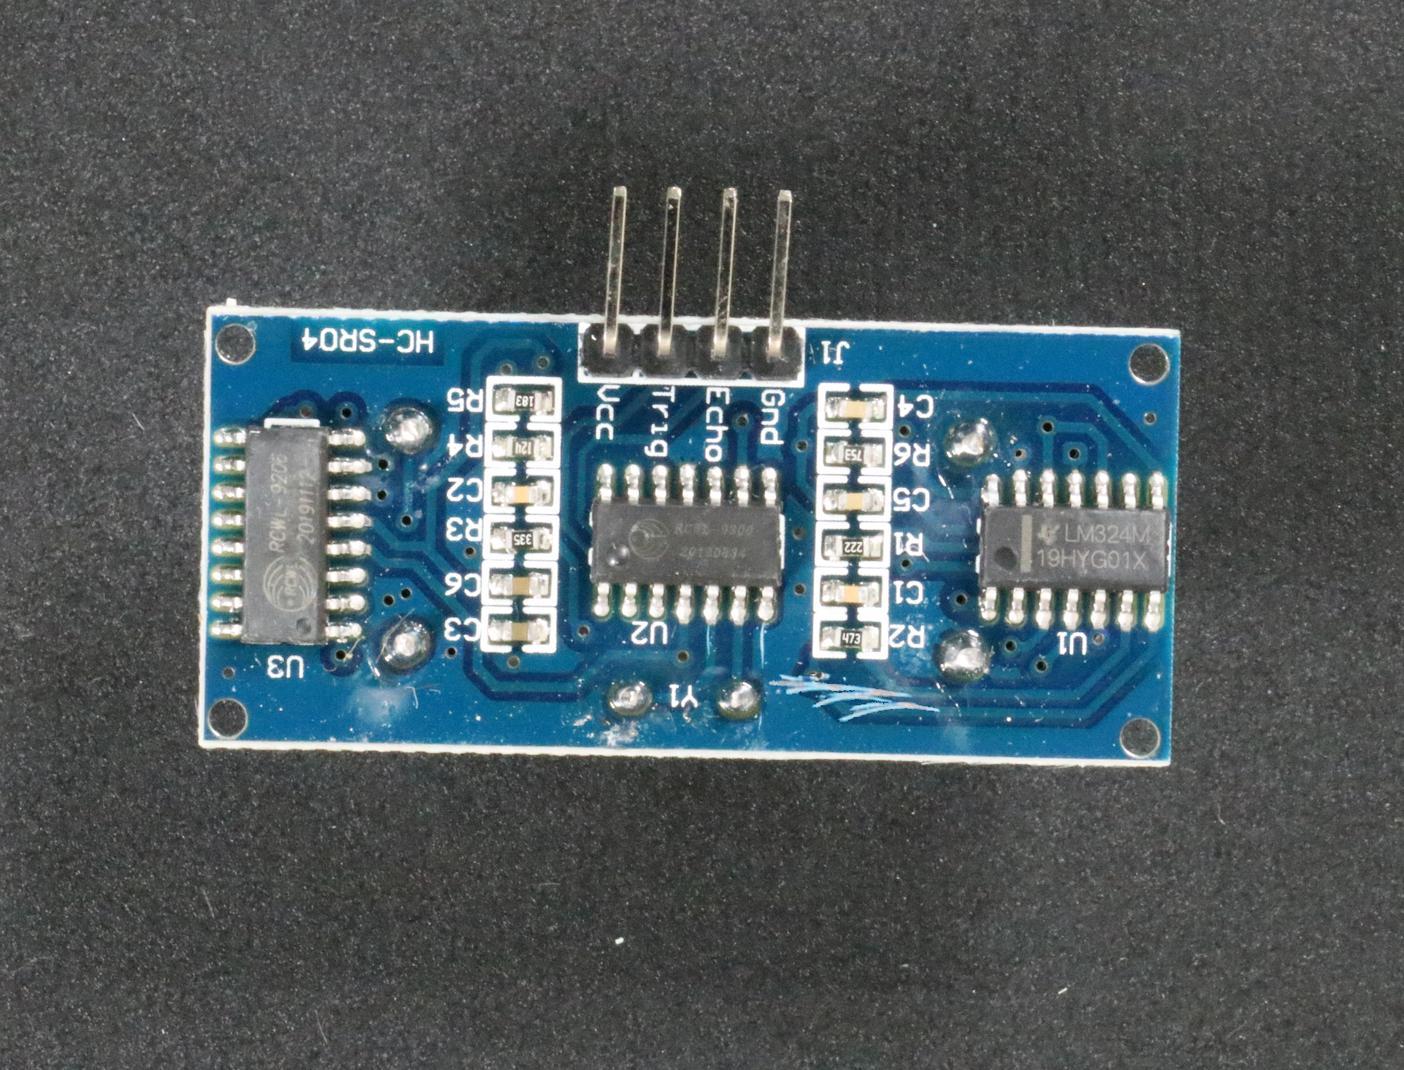 HC-SR04
J1
Vcc
Trig
Echo
Gnd
R5
183
R4
124
C2
R3
335
C6
C3
C4
R6
753
C5
R1
222
C1
R2
473
RCWL-9206
RCWL
U3
U2
Y1
LM324M
19HYG01X
U1